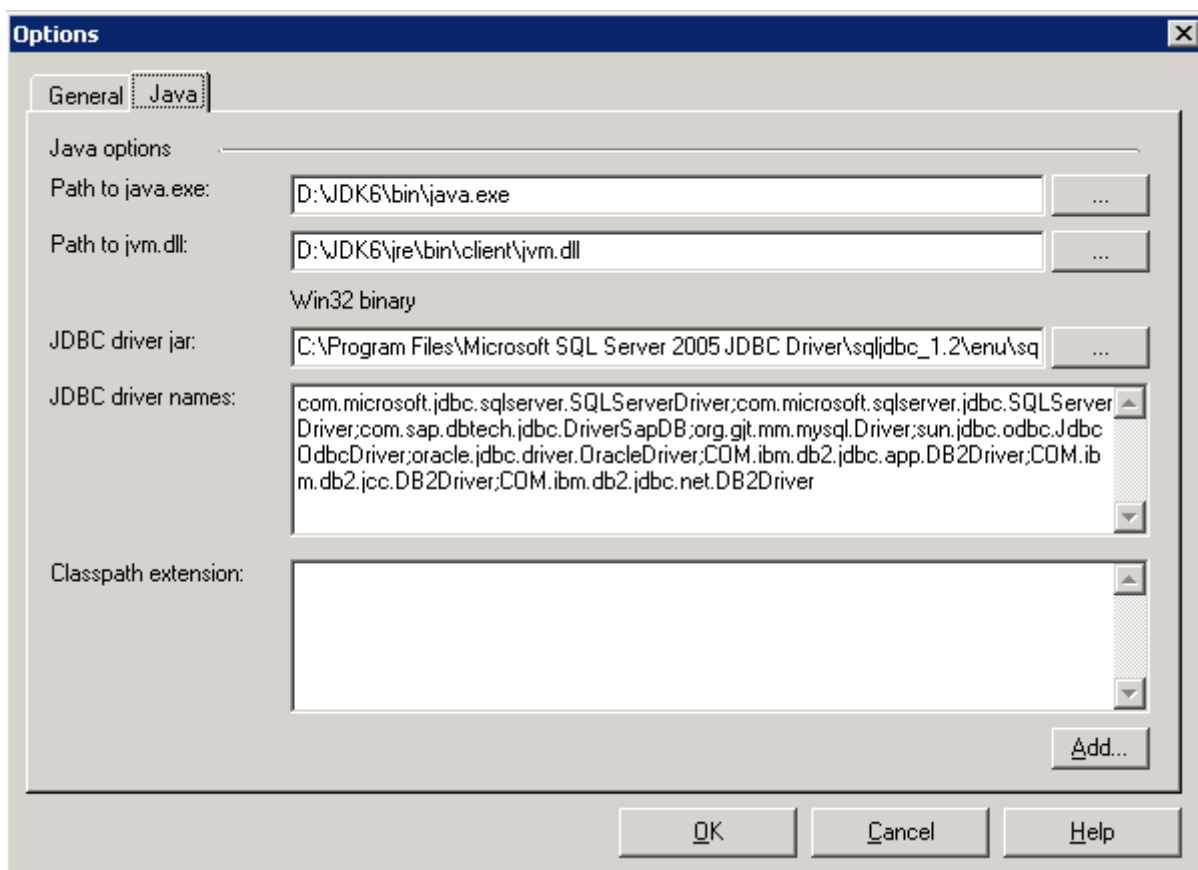 Options
General Java
Java options
Path to java.exe: D:\JDK6\bin\java.exe ...
Path to jvm.dll: D:\JDK6\jre\bin\client\jvm.dll ...
Win32 binary
JDBC driver jar: C:\Program Files\Microsoft SQL Server 2005 JDBC Driver\sqljdbc_1.2\enu\sq ...
JDBC driver names: com.microsoft.jdbc.sqlserver.SQLServerDriver;com.microsoft.sqlserver.jdbc.SQLServer
Driver;com.sap.dbtech.jdbc.DriverSapDB;org.gjt.mm.mysql.Driver;sun.jdbc.odbc.Jdbc
OdbcDriver;oracle.jdbc.driver.OracleDriver;COM.ibm.db2.jdbc.app.DB2Driver;COM.ib
m.db2.jcc.DB2Driver;COM.ibm.db2.jdbc.net.DB2Driver
Classpath extension:
Add...
OK Cancel Help